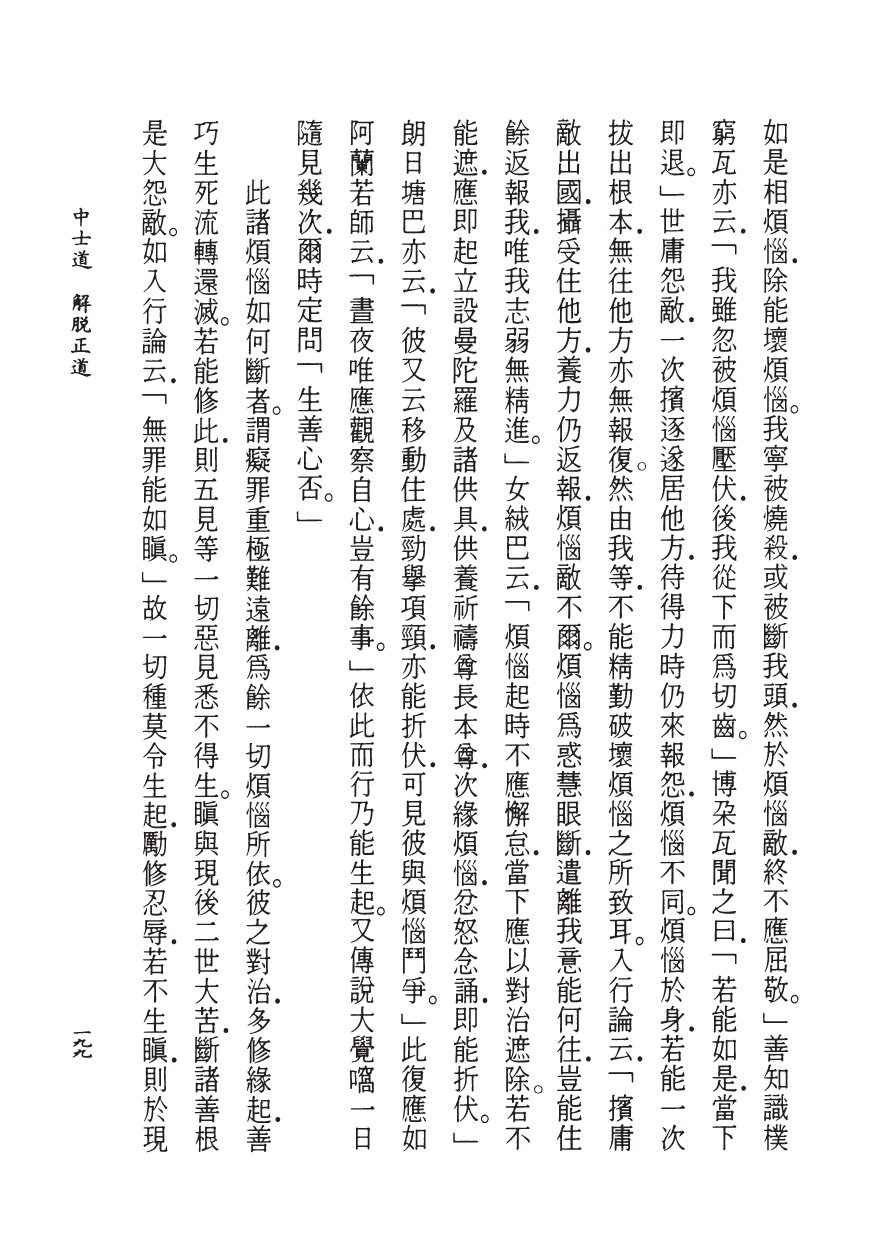 如是相煩惱．除能壞煩惱。我寧被燒殺．或被斷我頭．然於煩惱敵．終不應屈敬。」善知識樸
窮瓦亦云．「我雖忽被煩惱壓伏．後我從下而爲切齒。」博朶瓦聞之曰．「若能如是．當下
即退。」世庸怨敵．一次擯逐遂居他方．待得力時仍來報怨．煩惱不同。煩惱於身．若能一次
拔出根本．無往他方亦無報復。然由我等．不能精勤破壞煩惱之所致耳。入行論云．「擯庸
敵出國．攝受住他方．養力仍返報．煩惱敵不爾。煩惱爲惑慧眼斷．遣離我意能何往．豈能住
餘返報我．唯我志弱無精進。」女絨巴云．「煩惱起時不應懈怠．當下應以對治遮除。若不
能遮．應即起立設曼陀羅及諸供具．供養祈禱尊長本尊．次緣煩惱．忿怒念誦．即能折伏。」
朗日塘巴亦云．「彼又云移動住處．勁擧項頸．亦能折伏．可見彼與煩惱鬥爭。」此復應如
阿蘭若師云．「晝夜唯應觀察自心．豈有餘事。」依此而行乃能生起。又傳說大覺㗖一日
隨見幾次．爾時定問「生善心否。」
此諸煩惱如何斷者。謂癡罪重極難遠離．爲餘一切煩惱所依。彼之對治．多修緣起．善
巧生死流轉還滅。若能修此．則五見等一切惡見悉不得生。瞋與現後二世大苦．斷諸善根
是大怨敵。如入行論云．「無罪能如瞋。」故一切種莫令生起．勵修忍辱．若不生瞋．則於現
中士道　解脱正道
一九九